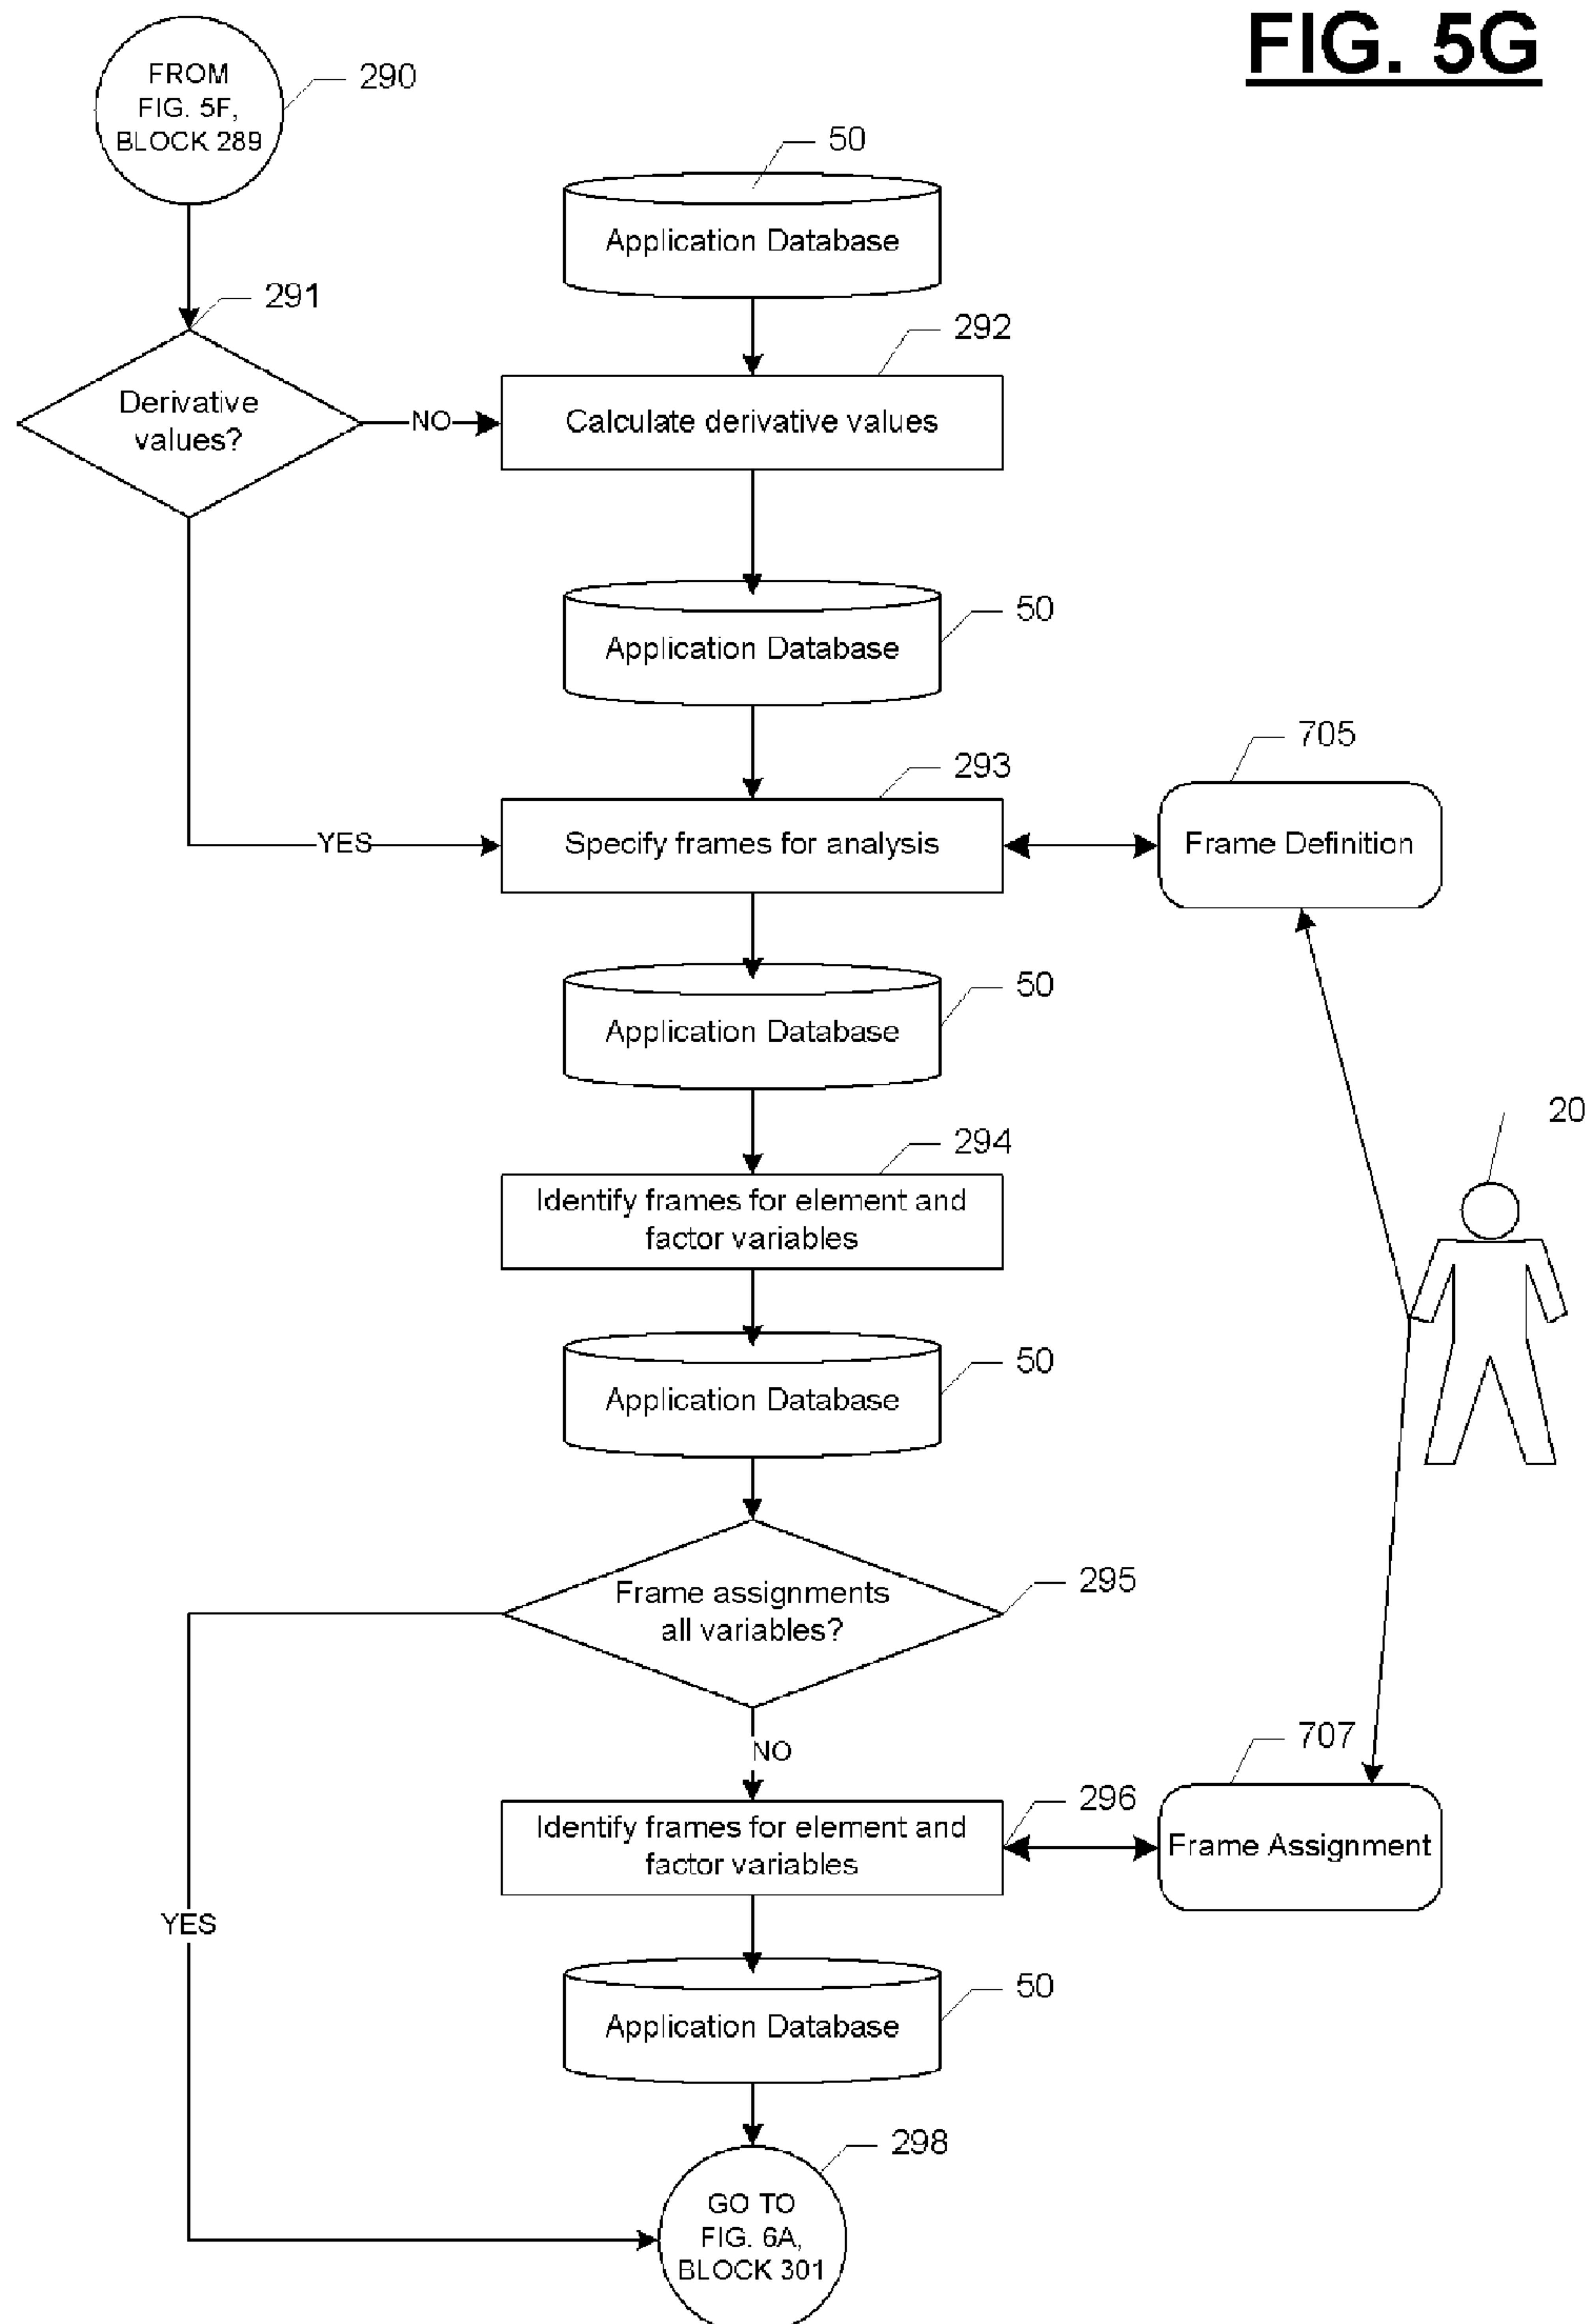 FIG. 5G
FROM
FIG. 5F,
BLOCK 289
290
50
Application Database
291
292
Derivative
values?
NO
Calculate derivative values
50
Application Database
705
293
YES
Specify frames for analysis
Frame Definition
50
Application Database
20
294
Identify frames for element and
factor variables
50
Application Database
295
Frame assignments
all variables?
NO
707
296
Identify frames for element and
factor variables
Frame Assignment
YES
50
Application Database
298
GO TO
FIG. 6A,
BLOCK 301